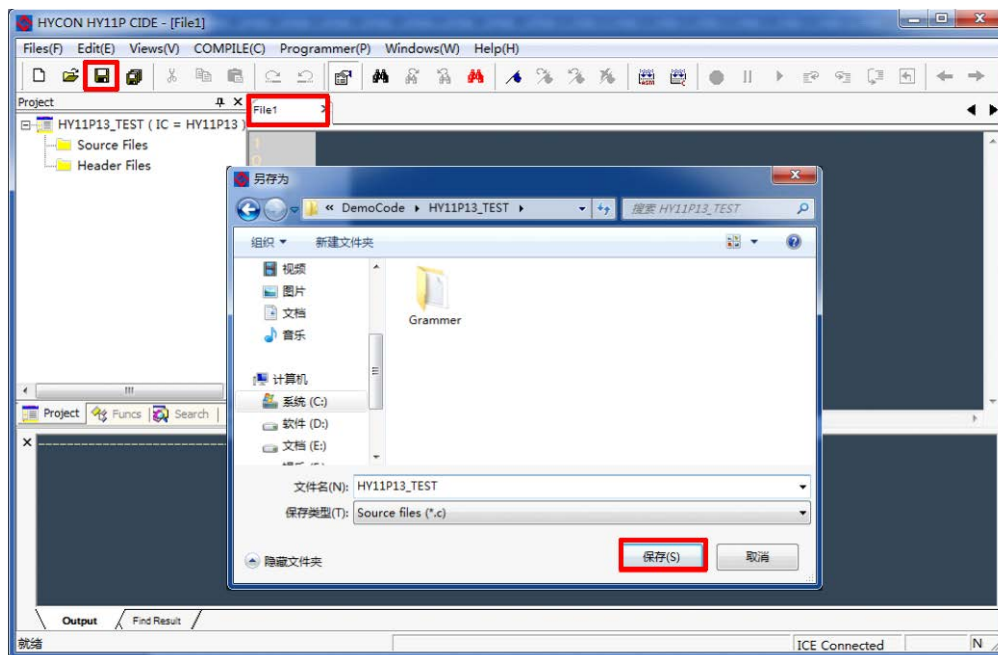 HYCON HY11P CIDE - [File1]
Files(F) Edit(E) Views(V) COMPILE(C) Programmer(P) Windows(W) Help(H)
Project
File1
HY11P13_TEST ( IC = HY11P13 )
Source Files
Header Files
1
另存为
« DemoCode HY11P13_TEST
搜索 HY11P13_TEST
组织 新建文件夹
视频
图片
文档
音乐
计算机
系统 (C:)
软件 (D:)
文档 (E:)
Grammer
Project Funcs Search
文件名(N): HY11P13_TEST
保存类型(T): Source files (*.c)
隐藏文件夹
保存(S) 取消
Output Find Result
就绪 ICE Connected N